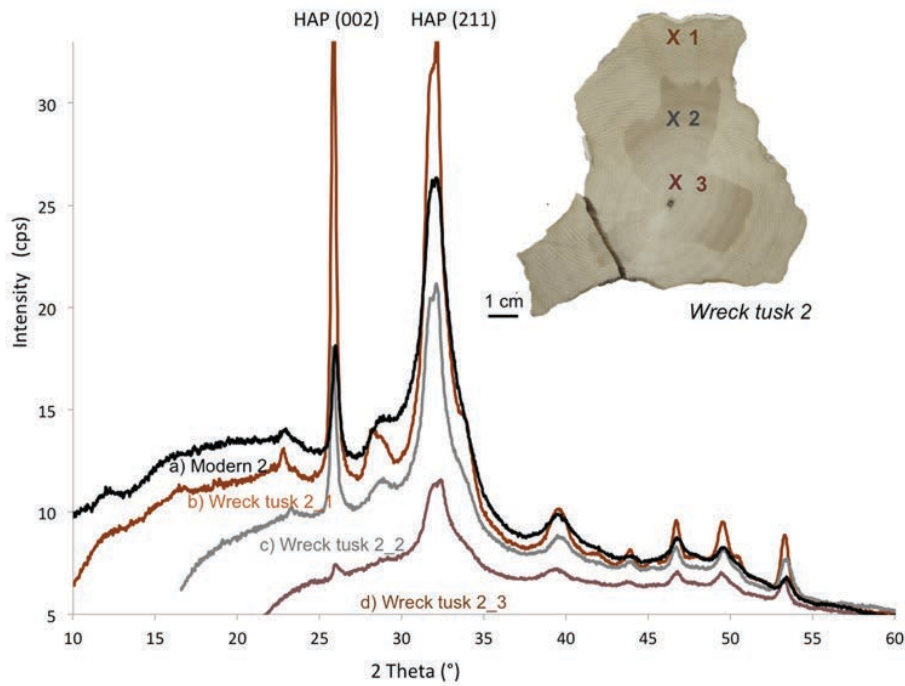 HAP (002) HAP (211)
Intensity (cps)
30
25
20
15
10
5
a) Modern 2
b) Wreck tusk 2_1
c) Wreck tusk 2_2
d) Wreck tusk 2_3
X 1
X 2
X 3
1 cm
Wreck tusk 2
10 15 20 25 30 35 40 45 50 55 60
2 Theta (°)